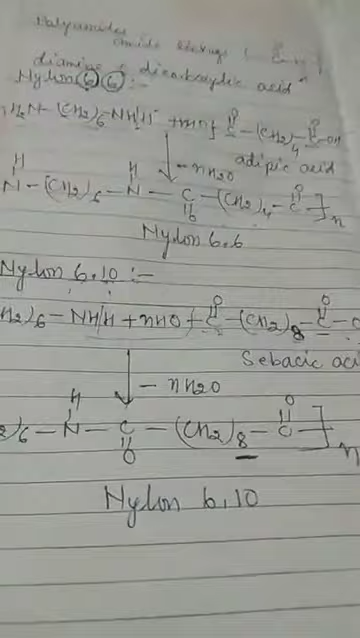 Polyamides
amide linkage (
diamine & dicarboxylic acid
Nylon 6 6 :-
H2N-(CH2)6-NH/H + nHO-C-(CH2)4-C-OH
O O
-nH2O adipic acid
H H O
N-(CH2)6-N-C-(CH2)4-C-]n
O
Nylon 6.6
Nylon 6.10 :-
O O
H2)6-NH/H + nHO-C-(CH2)8-C-O
Sebacic aci
-nH2O
H O
2)6-N-C-(CH2)8-C-]n
O
Nylon 6.10